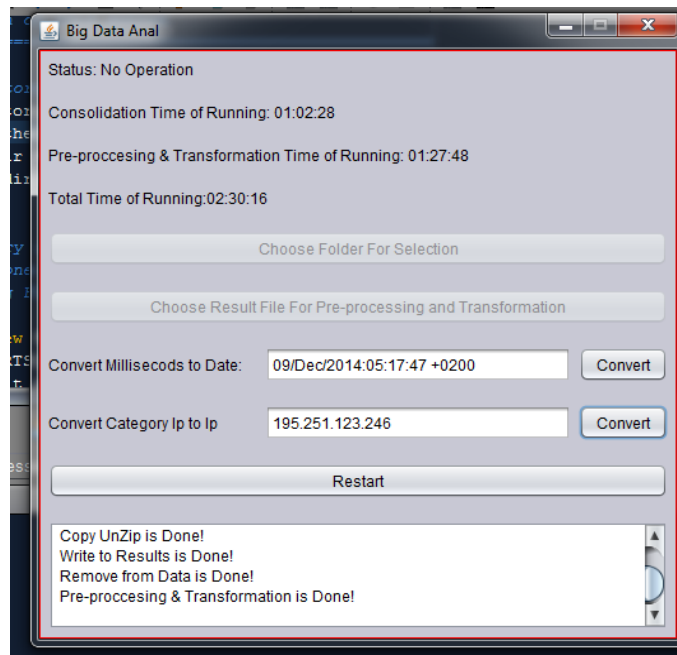 Big Data Anal
Status: No Operation
Consolidation Time of Running: 01:02:28
Pre-proccesing & Transformation Time of Running: 01:27:48
Total Time of Running:02:30:16
Choose Folder For Selection
Choose Result File For Pre-processing and Transformation
Convert Millisecods to Date: 09/Dec/2014:05:17:47 +0200 Convert
Convert Category Ip to Ip 195.251.123.246 Convert
Restart
Copy UnZip is Done!
Write to Results is Done!
Remove from Data is Done!
Pre-proccesing & Transformation is Done!